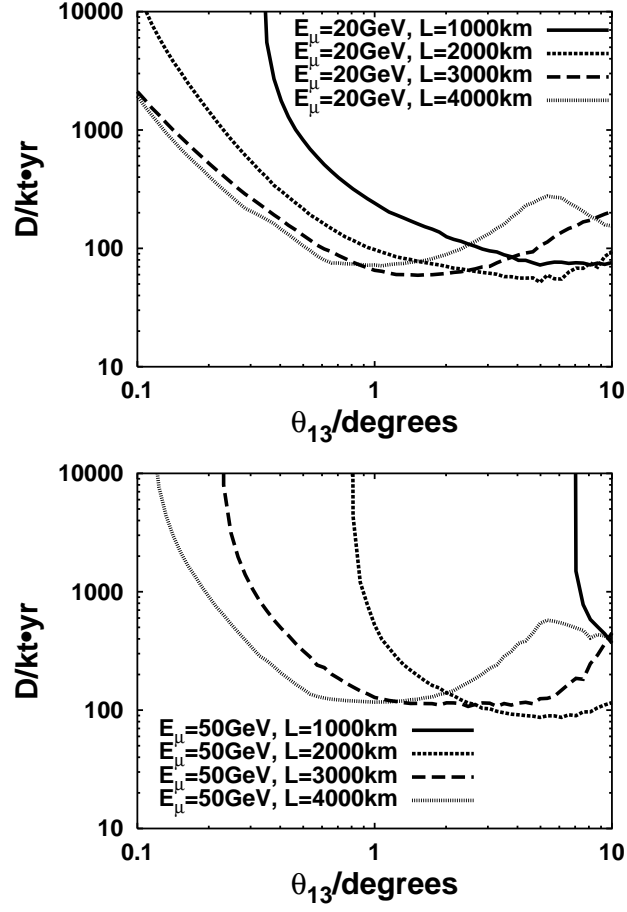 10000
1000
100
10
D/kt•yr
E_μ=20GeV, L=1000km
E_μ=20GeV, L=2000km
E_μ=20GeV, L=3000km
E_μ=20GeV, L=4000km
0.1 1 10
θ_13/degrees
10000
1000
100
10
D/kt•yr
E_μ=50GeV, L=1000km
E_μ=50GeV, L=2000km
E_μ=50GeV, L=3000km
E_μ=50GeV, L=4000km
0.1 1 10
θ_13/degrees